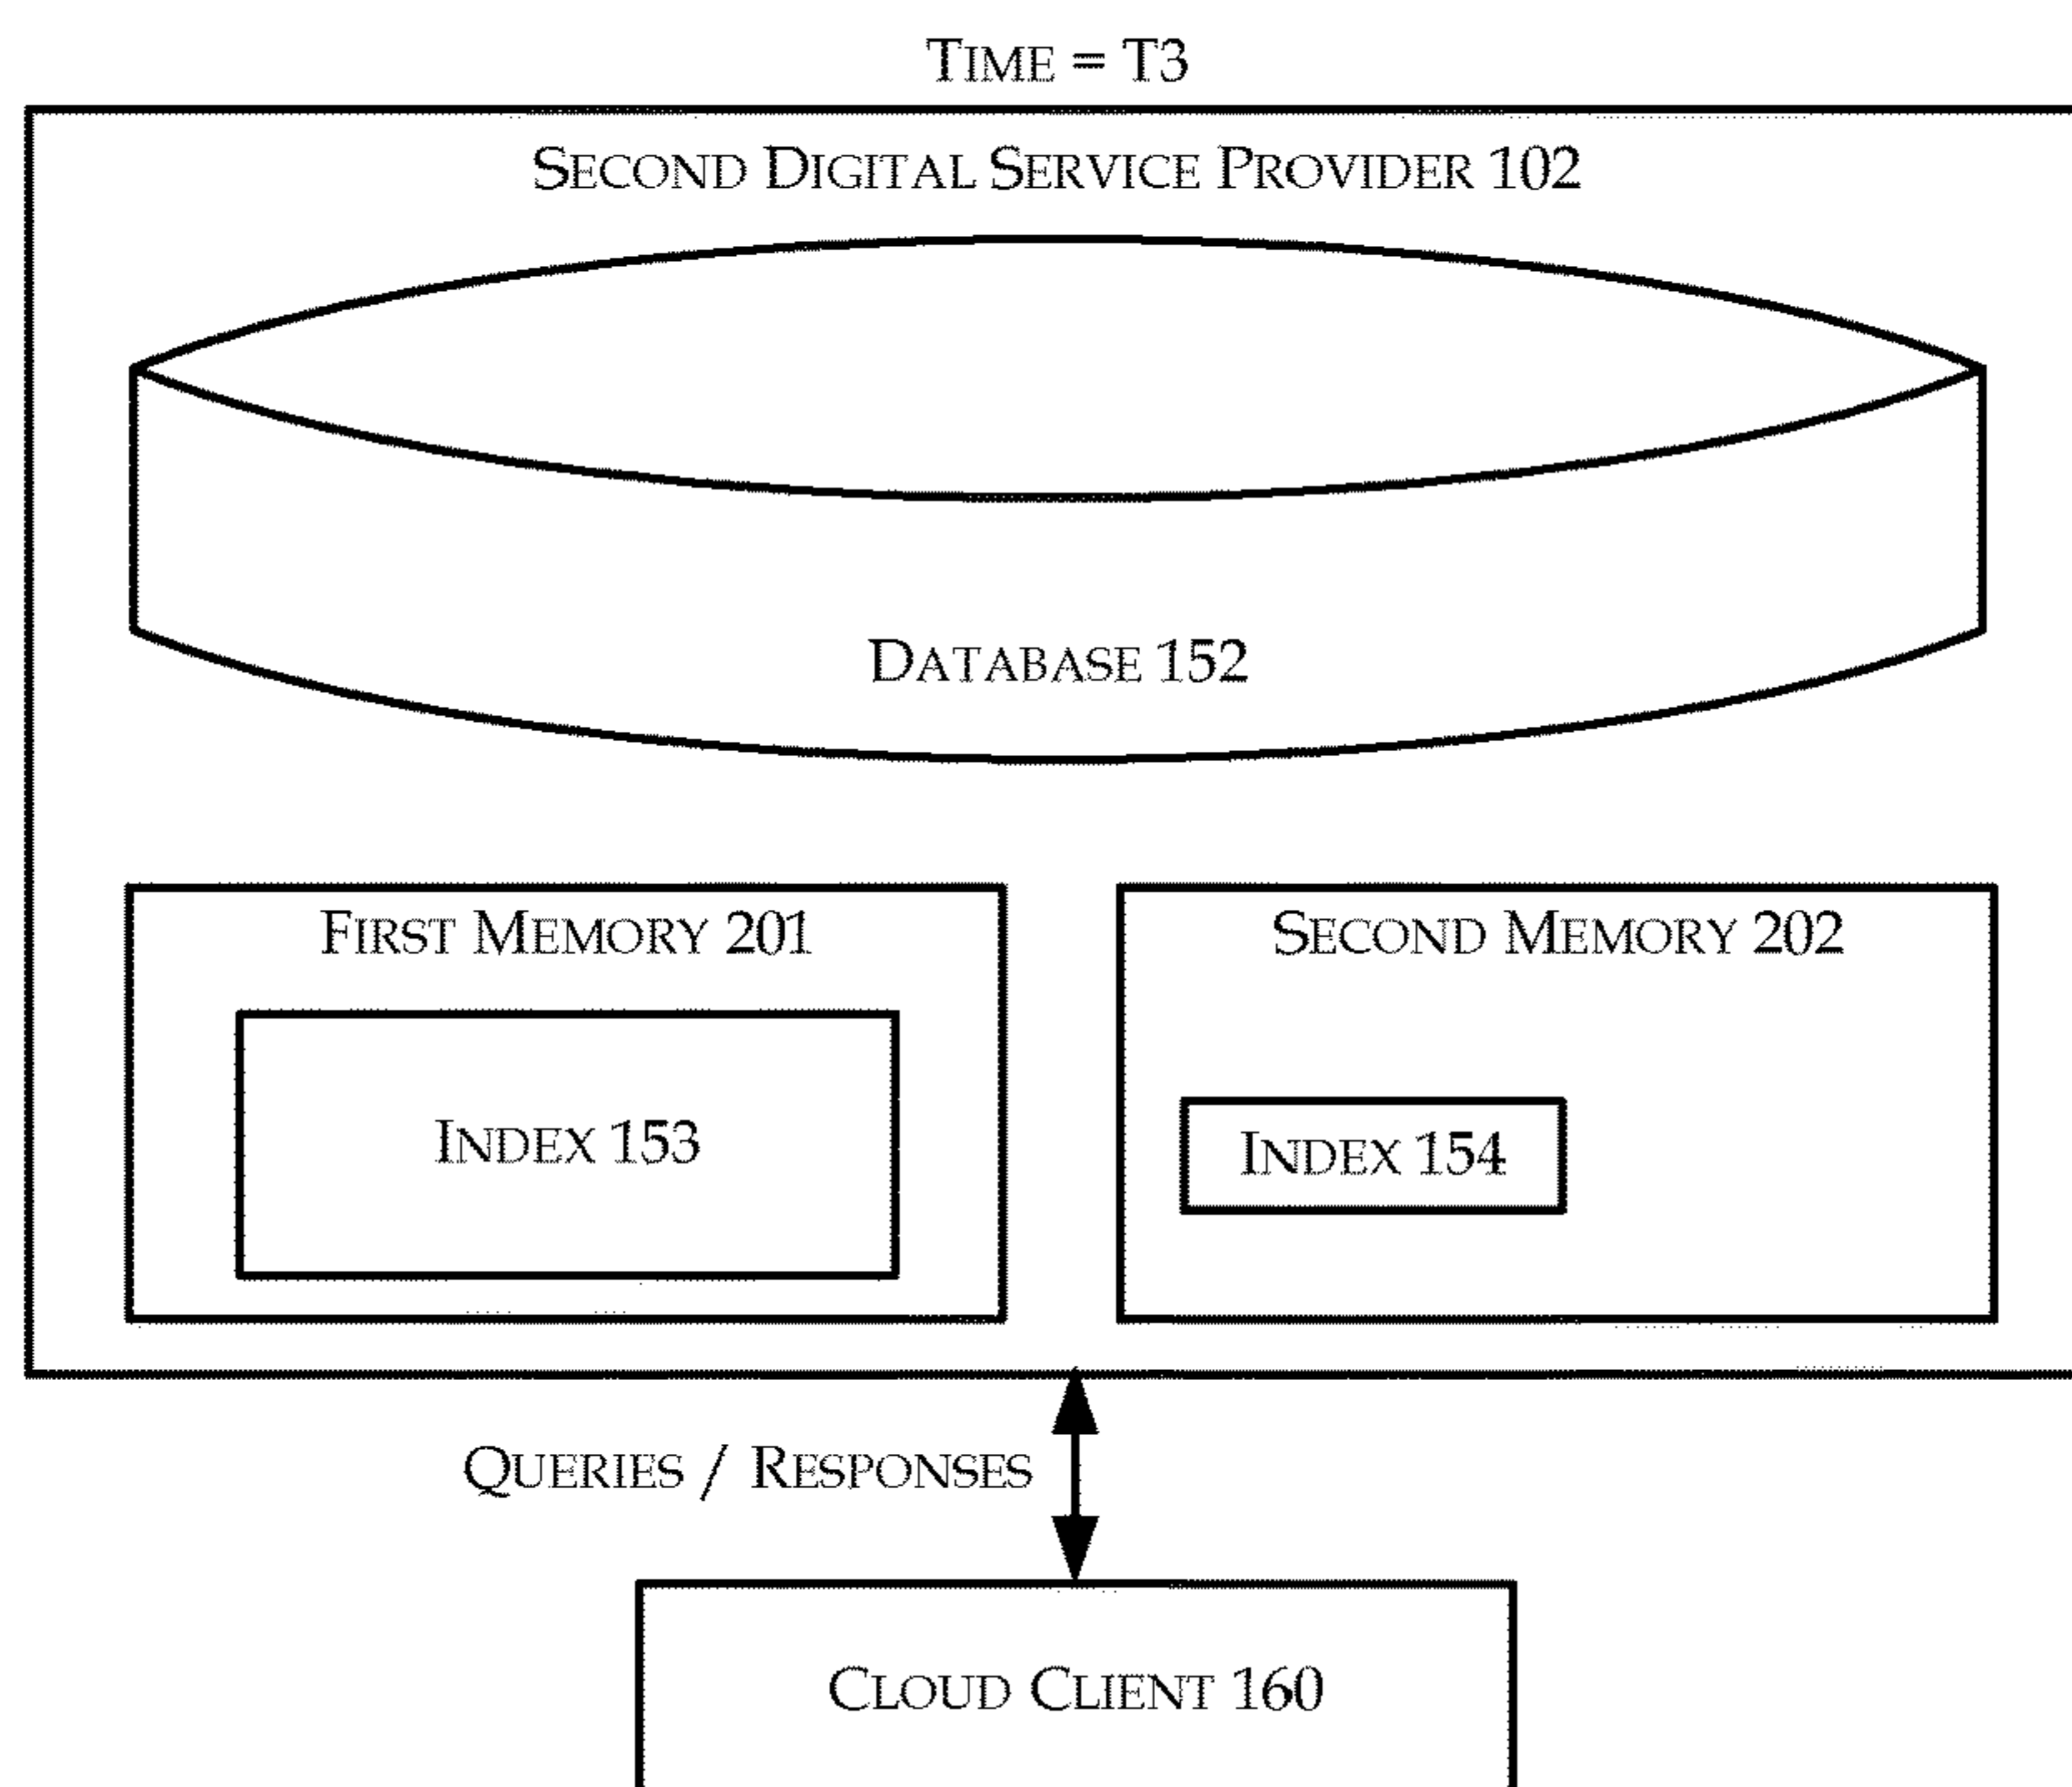 TIME = T3
SECOND DIGITAL SERVICE PROVIDER 102
DATABASE 152
FIRST MEMORY 201
SECOND MEMORY 202
INDEX 153
INDEX 154
QUERIES / RESPONSES
CLOUD CLIENT 160